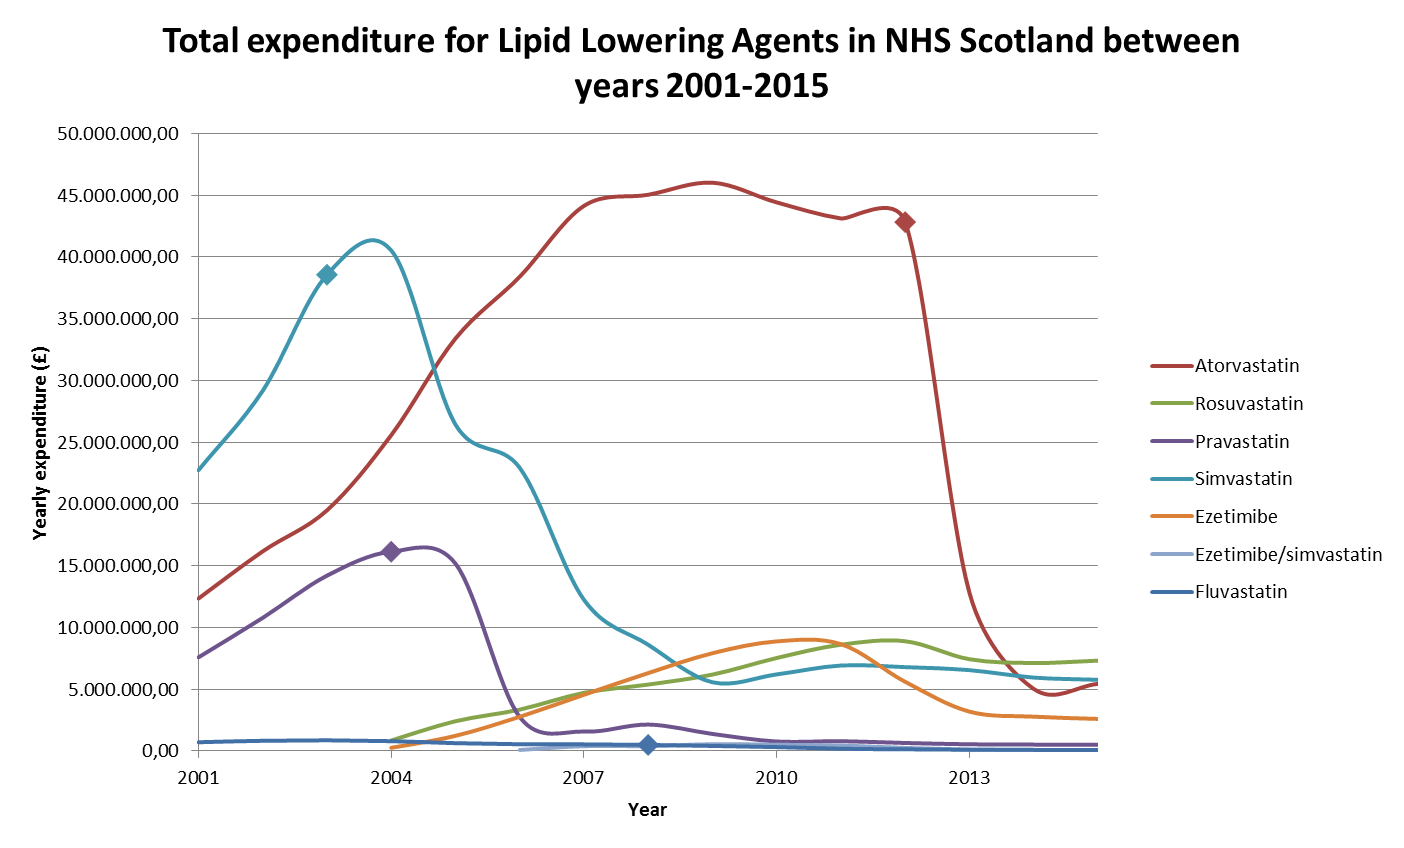 Total expenditure for Lipid Lowering Agents in NHS Scotland between
years 2001-2015
50.000.000,00
45.000.000,00
40.000.000,00
35.000.000,00
30.000.000,00
25.000.000,00
20.000.000,00
15.000.000,00
10.000.000,00
5.000.000,00
0,00
Yearly expenditure (£)
2001 2004 2007 2010 2013
Year
Atorvastatin
Rosuvastatin
Pravastatin
Simvastatin
Ezetimibe
Ezetimibe/simvastatin
Fluvastatin